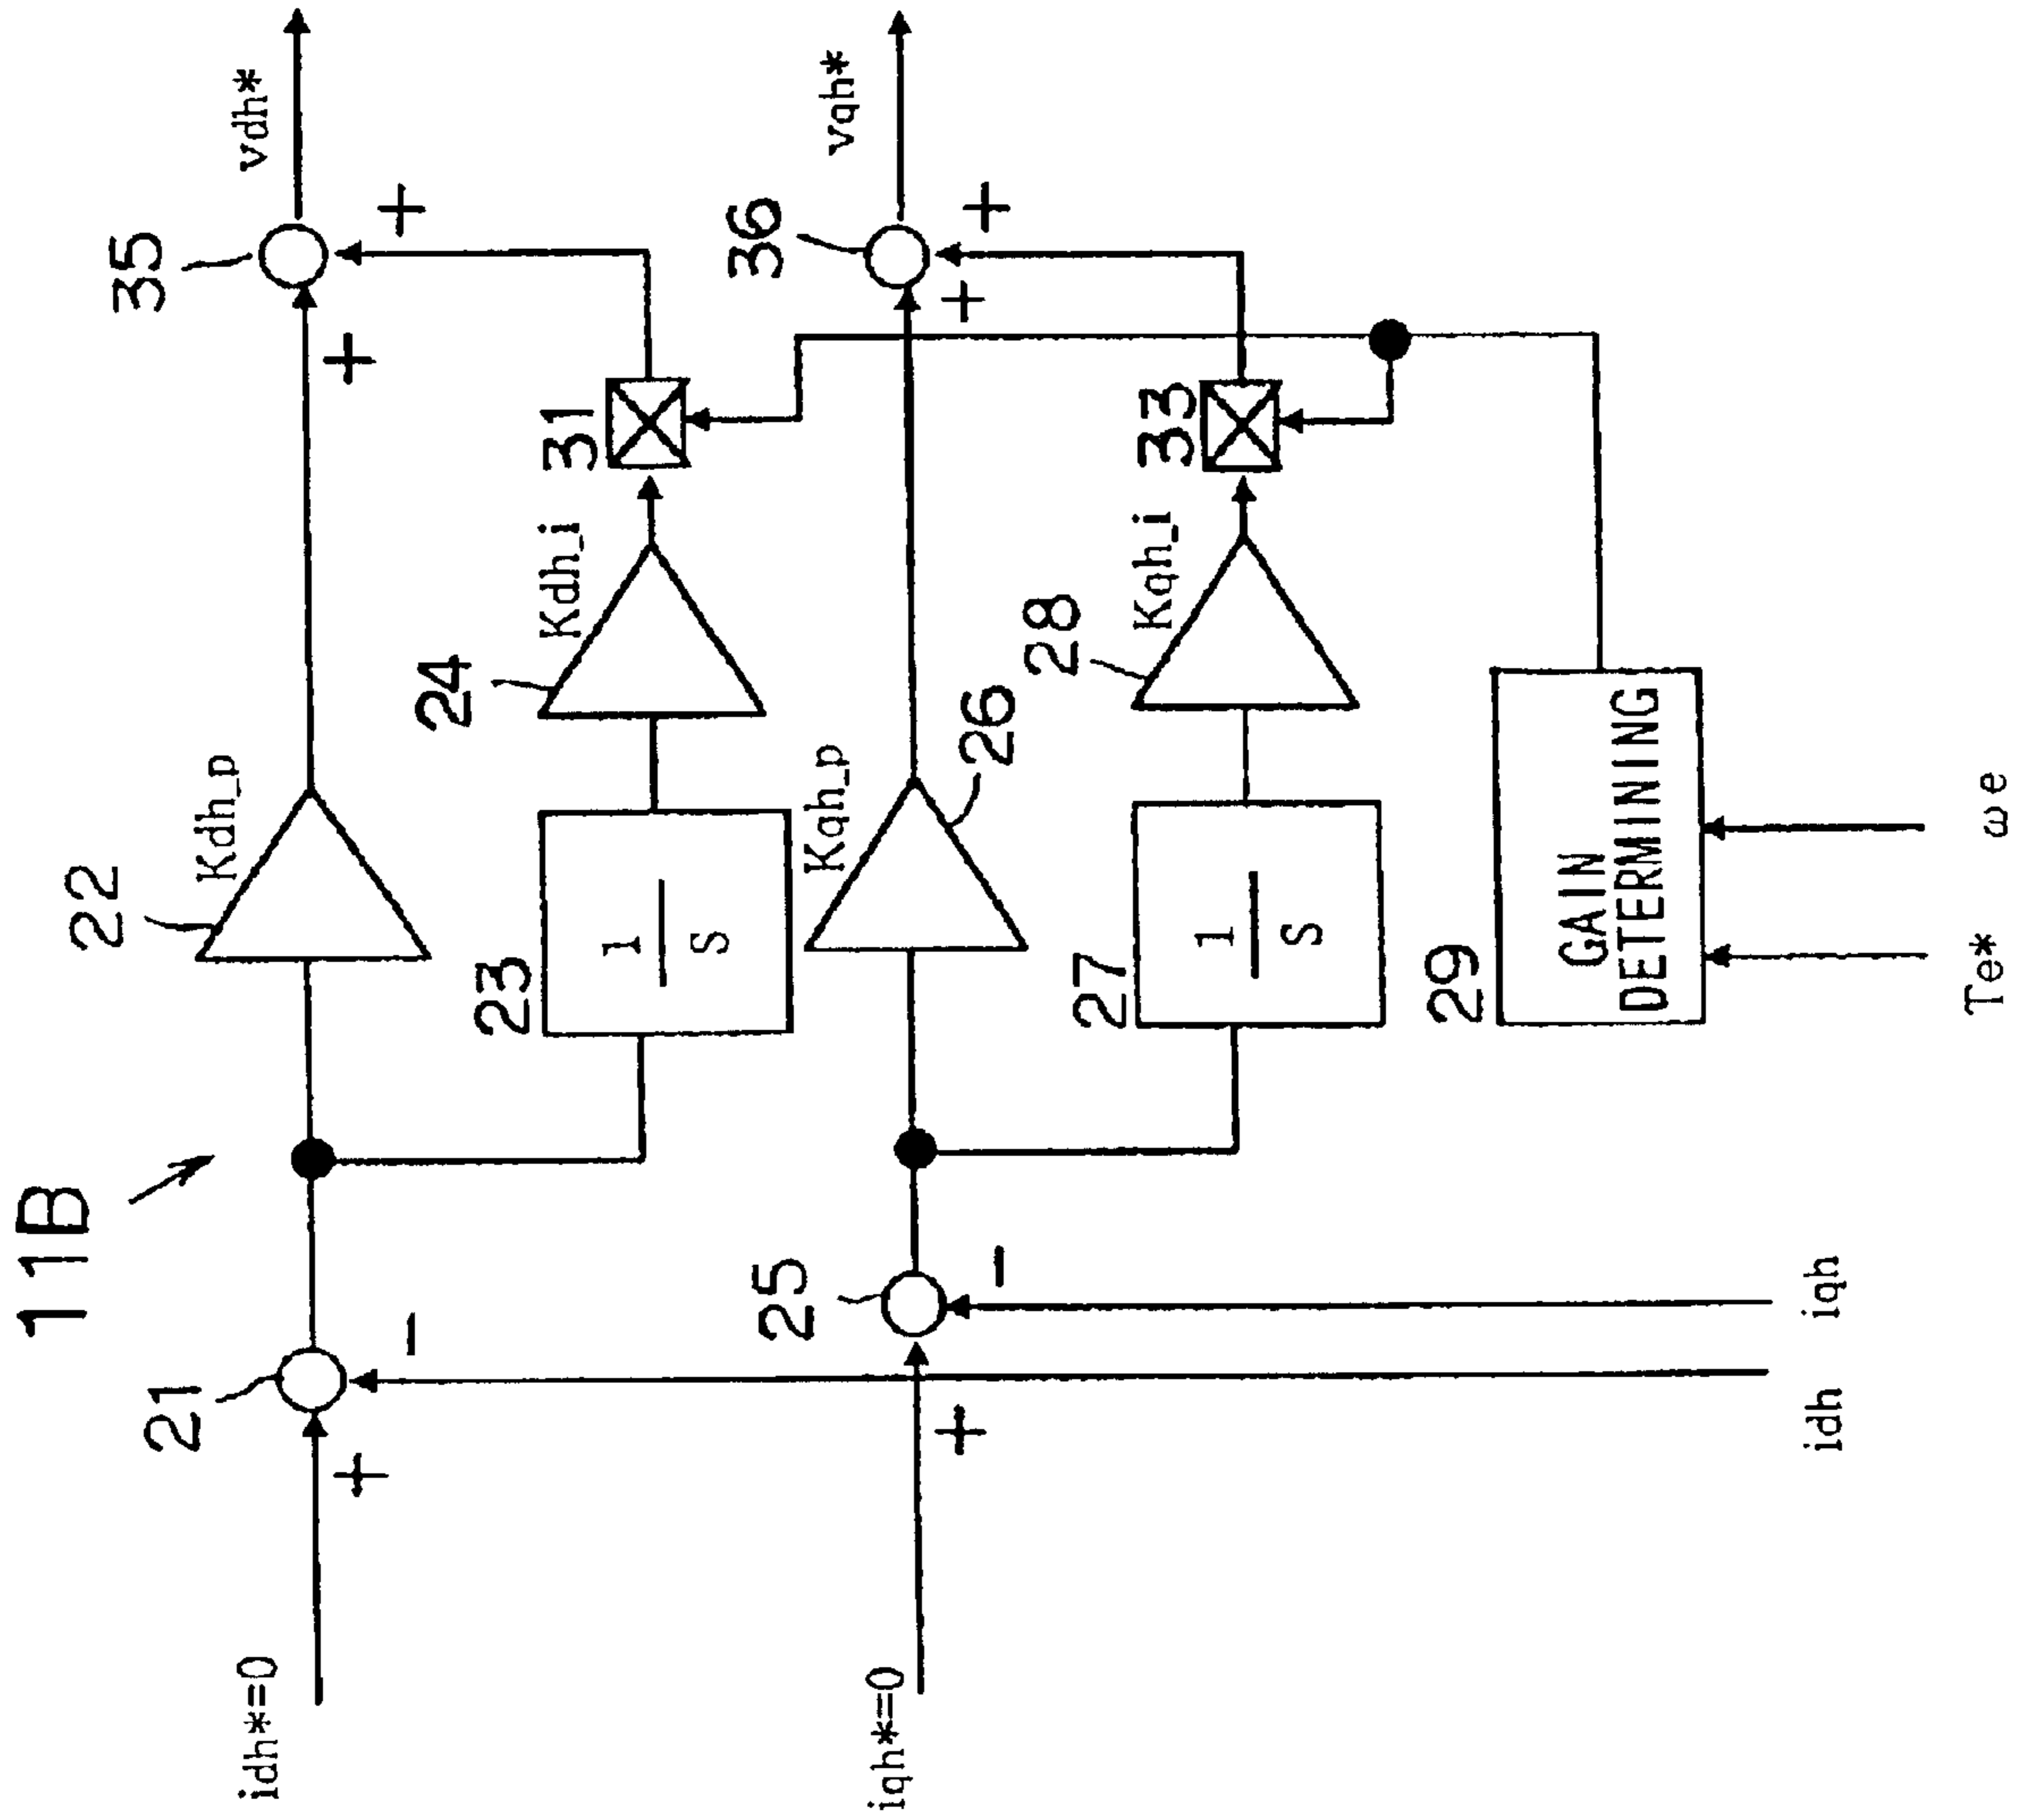 11B
idh*=0
+
21
−
22
Kdh_p
23
1
S
24
Kdh_i
31
+
+
35
vdh*
iqh*=0
+
25
−
Kqh_p
26
27
1
S
28
Kqh_i
33
+
+
36
vqh*
29
GAIN
DETERMINING
idh
iqh
Te*
ωe